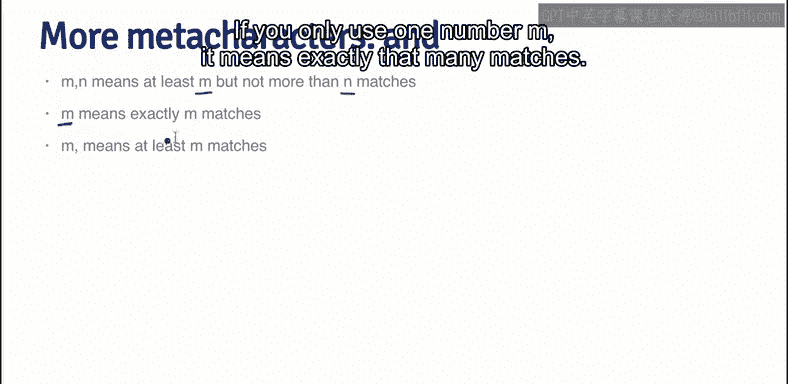 More metacharacters: and
If you only use one number m,
it means exactly that many matches.
m,n means at least m but not more than n matches
m means exactly m matches
m, means at least m matches